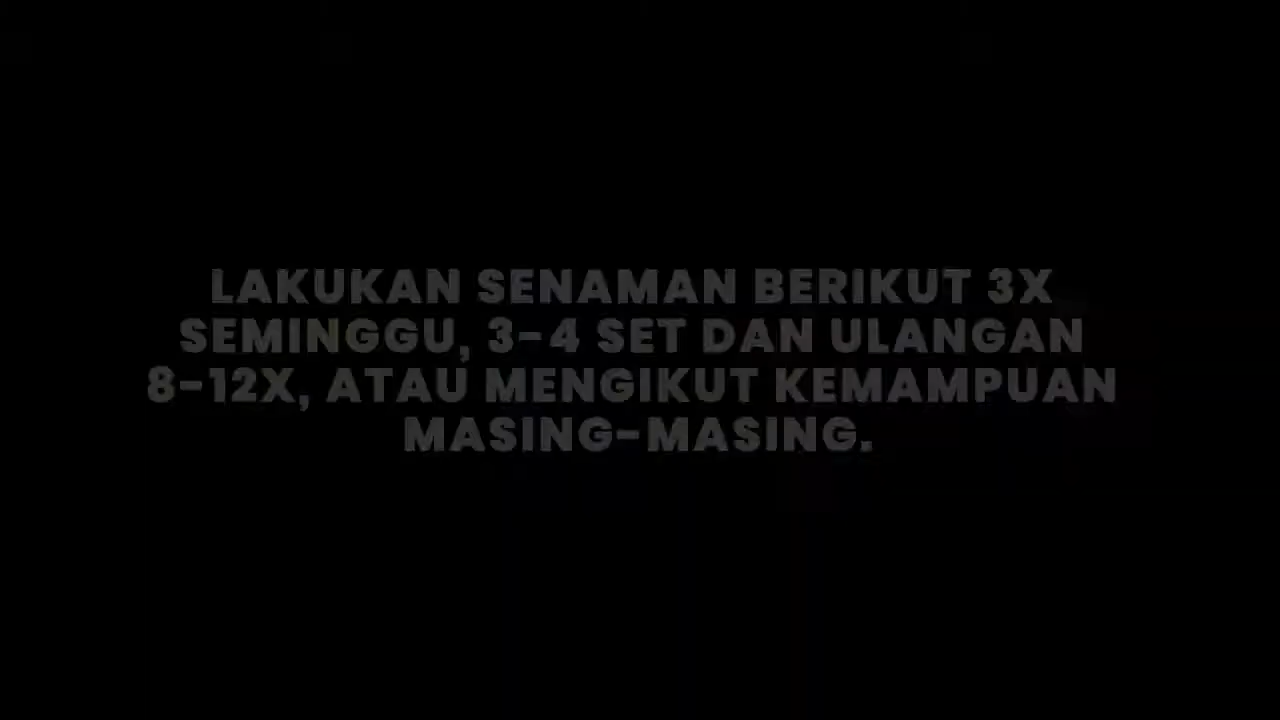 LAKUKAN SENAMAN BERIKUT 3X
SEMINGGU, 3-4 SET DAN ULANGAN
8-12X, ATAU MENGIKUT KEMAMPUAN
MASING-MASING.